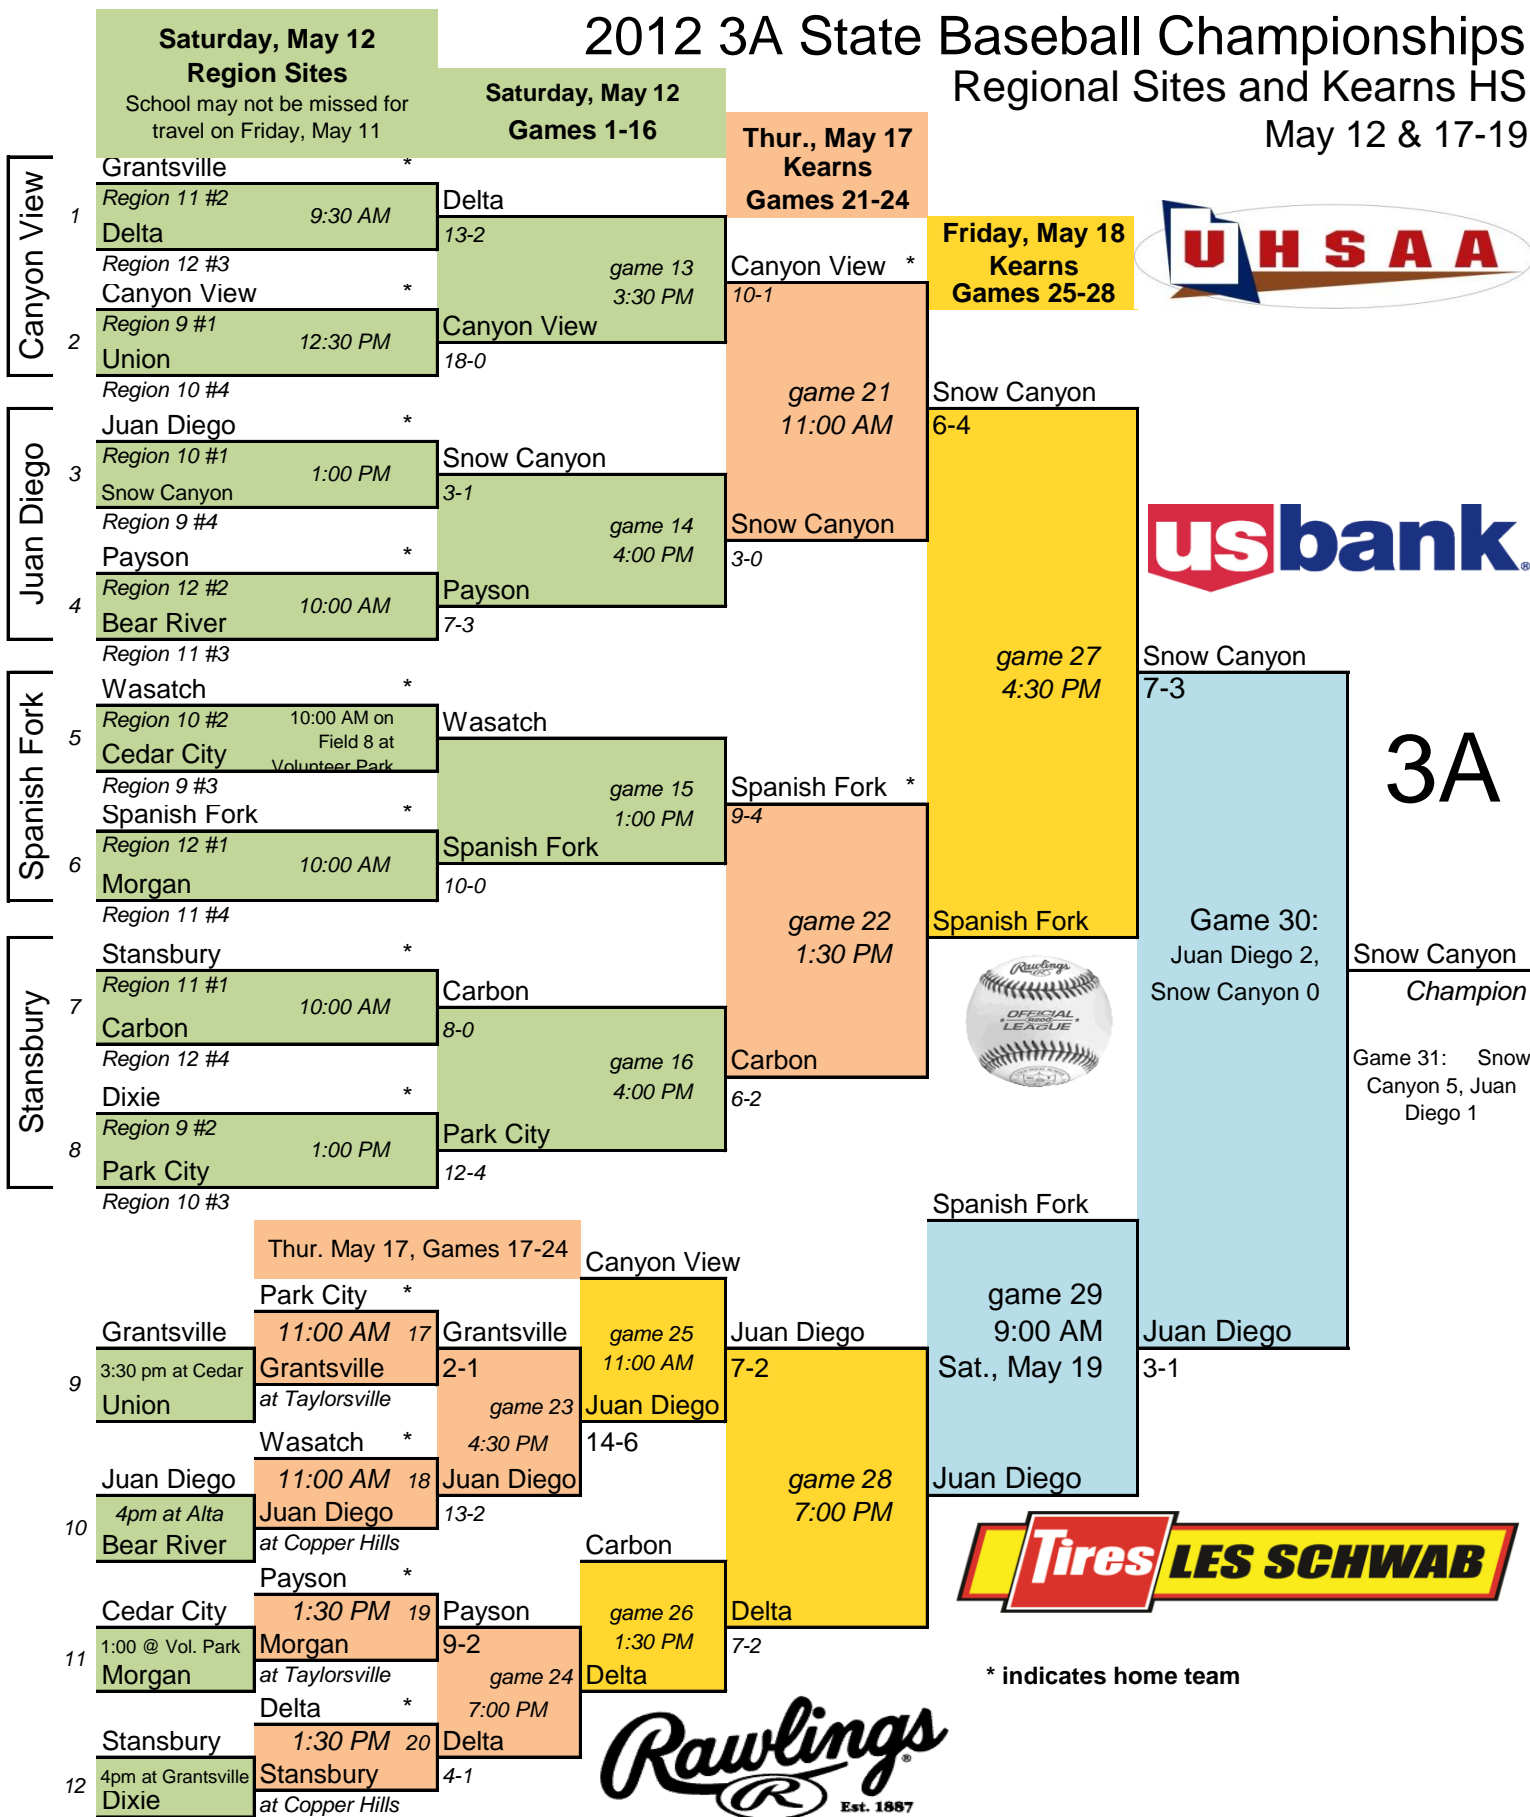 2012 3A State Baseball Championships
Regional Sites and Kearns HS
May 12 & 17-19
Saturday, May 12
Region Sites
School may not be missed for
travel on Friday, May 11
Saturday, May 12
Games 1-16
Thur., May 17
Kearns
Games 21-24
Friday, May 18
Kearns
Games 25-28
UHSAA
Canyon View
Grantsville *
1
Region 11 #2
9:30 AM
Delta
Region 12 #3
Canyon View *
2
Region 9 #1
12:30 PM
Union
Region 10 #4
Delta
13-2
game 13
3:30 PM
Canyon View
18-0
Juan Diego
Juan Diego *
3
Region 10 #1
1:00 PM
Snow Canyon
Region 9 #4
Payson *
4
Region 12 #2
10:00 AM
Bear River
Region 11 #3
Snow Canyon
3-1
game 14
4:00 PM
Payson
7-3
Canyon View *
10-1
game 21
11:00 AM
Snow Canyon
3-0
Spanish Fork
Wasatch *
5
Region 10 #2
10:00 AM on
Field 8 at
Volunteer Park
Cedar City
Region 9 #3
Spanish Fork *
6
Region 12 #1
10:00 AM
Morgan
Region 11 #4
Wasatch
game 15
1:00 PM
Spanish Fork
10-0
Stansbury
Stansbury *
7
Region 11 #1
10:00 AM
Carbon
Region 12 #4
Dixie *
8
Region 9 #2
1:00 PM
Park City
Region 10 #3
Carbon
8-0
game 16
4:00 PM
Park City
12-4
Spanish Fork *
9-4
game 22
1:30 PM
Carbon
6-2
Snow Canyon
6-4
game 27
4:30 PM
Spanish Fork
usbank®
Snow Canyon
7-3
3A
Game 30:
Juan Diego 2,
Snow Canyon 0
Snow Canyon
Champion
Game 31: Snow
Canyon 5, Juan
Diego 1
Rawlings
R
OFFICIAL
R200
LEAGUE
Thur. May 17, Games 17-24
Grantsville
9
3:30 pm at Cedar
Union
Park City *
11:00 AM 17
Grantsville
at Taylorsville
Juan Diego
10
4pm at Alta
Bear River
Wasatch *
11:00 AM 18
Juan Diego
at Copper Hills
Grantsville
2-1
game 23
4:30 PM
Juan Diego
13-2
Cedar City
11
1:00 @ Vol. Park
Morgan
Payson *
1:30 PM 19
Morgan
at Taylorsville
Stansbury
12
4pm at Grantsville
Dixie
Delta *
1:30 PM 20
Stansbury
at Copper Hills
Payson
9-2
game 24
7:00 PM
Delta
4-1
Canyon View
game 25
11:00 AM
Juan Diego
14-6
Carbon
game 26
1:30 PM
Delta
Juan Diego
7-2
game 28
7:00 PM
Delta
7-2
Spanish Fork
game 29
9:00 AM
Sat., May 19
Juan Diego
Juan Diego
3-1
Tires LES SCHWAB
* indicates home team
Rawlings®
R
Est. 1887